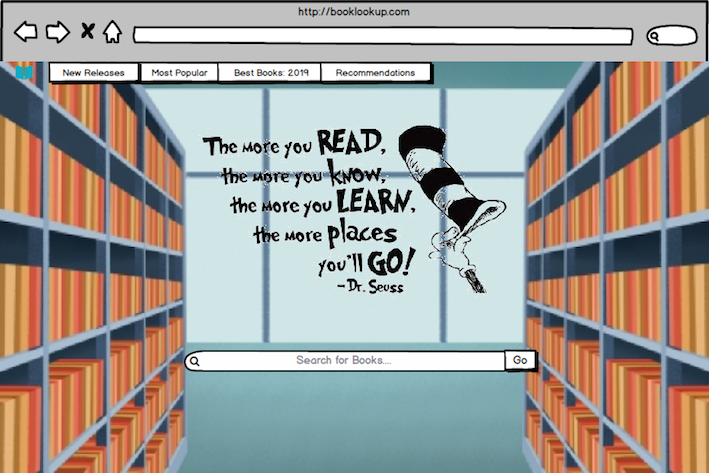 http://booklookup.com
New Releases
Most Popular
Best Books: 2019
Recommendations
The More you READ,
the more you know,
the more you LEARN,
the More places
you'll GO!
- Dr. Seuss
Search for Books...
Go